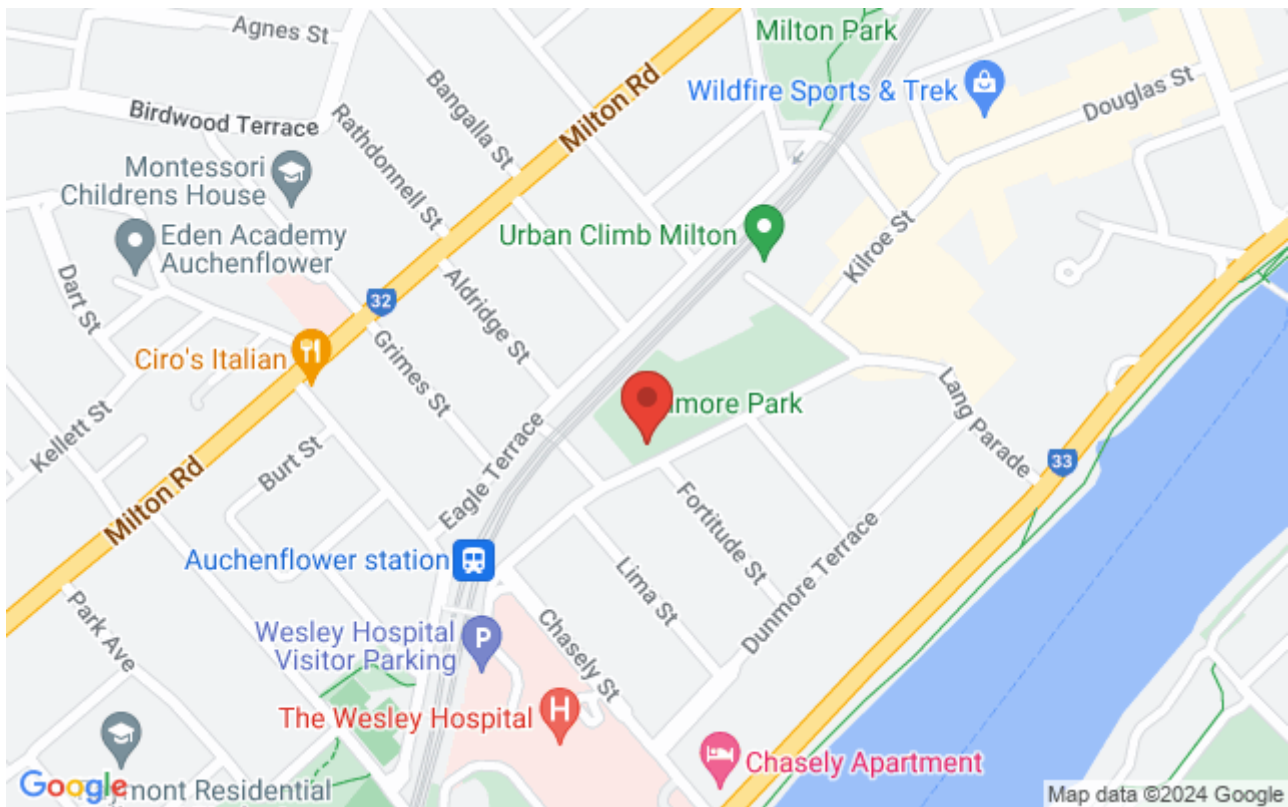 Agnes St
Milton Park
Bangalla St
Milton Rd
Wildfire Sports & Trek
Douglas St
Birdwood Terrace
Rathdonnell St
Montessori
Childrens House
Urban Climb Milton
Kilroe St
Eden Academy
Auchenflower
Dart St
Aldridge St
32
Ciro's Italian
Grimes St
Lang Parade
Park
Kellett St
Burt St
Eagle Terrace
33
Milton Rd
Fortitude St
Auchenflower station
Lima St
Dunmore Terrace
Park Ave
Wesley Hospital
Visitor Parking
P
Chasely St
The Wesley Hospital
H
Chasely Apartment
Google
Residential
Map data ©2024 Google